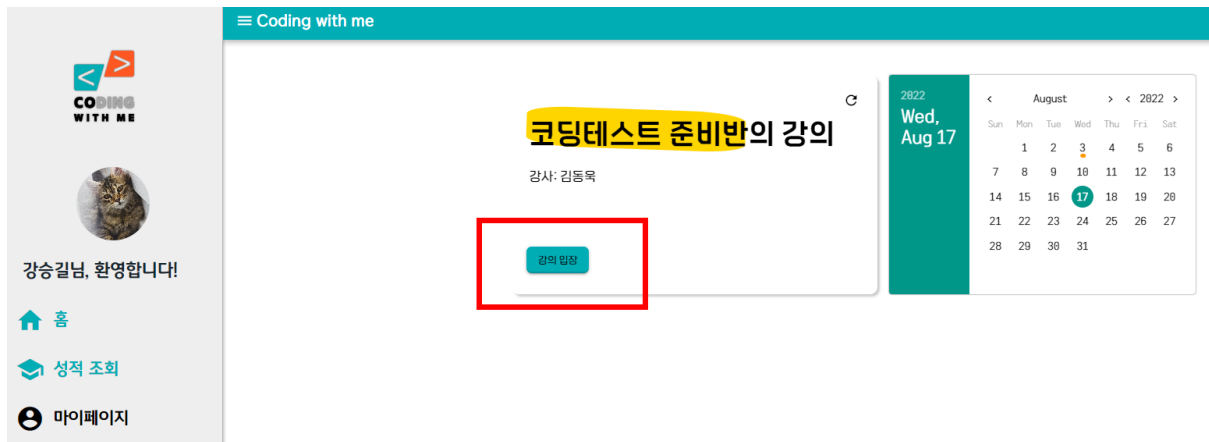 CODING
WITH ME
강승길님, 환영합니다!
홈
성적 조회
마이페이지
Coding with me
코딩테스트 준비반의 강의
강사: 김동욱
강의 입장
2022
Wed,
Aug 17
August 2022
Sun Mon Tue Wed Thu Fri Sat
1 2 3 4 5 6
7 8 9 10 11 12 13
14 15 16 17 18 19 20
21 22 23 24 25 26 27
28 29 30 31